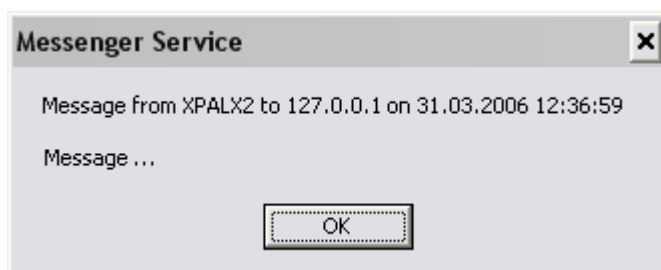 Messenger Service
Message from XPALX2 to 127.0.0.1 on 31.03.2006 12:36:59
Message ...
OK